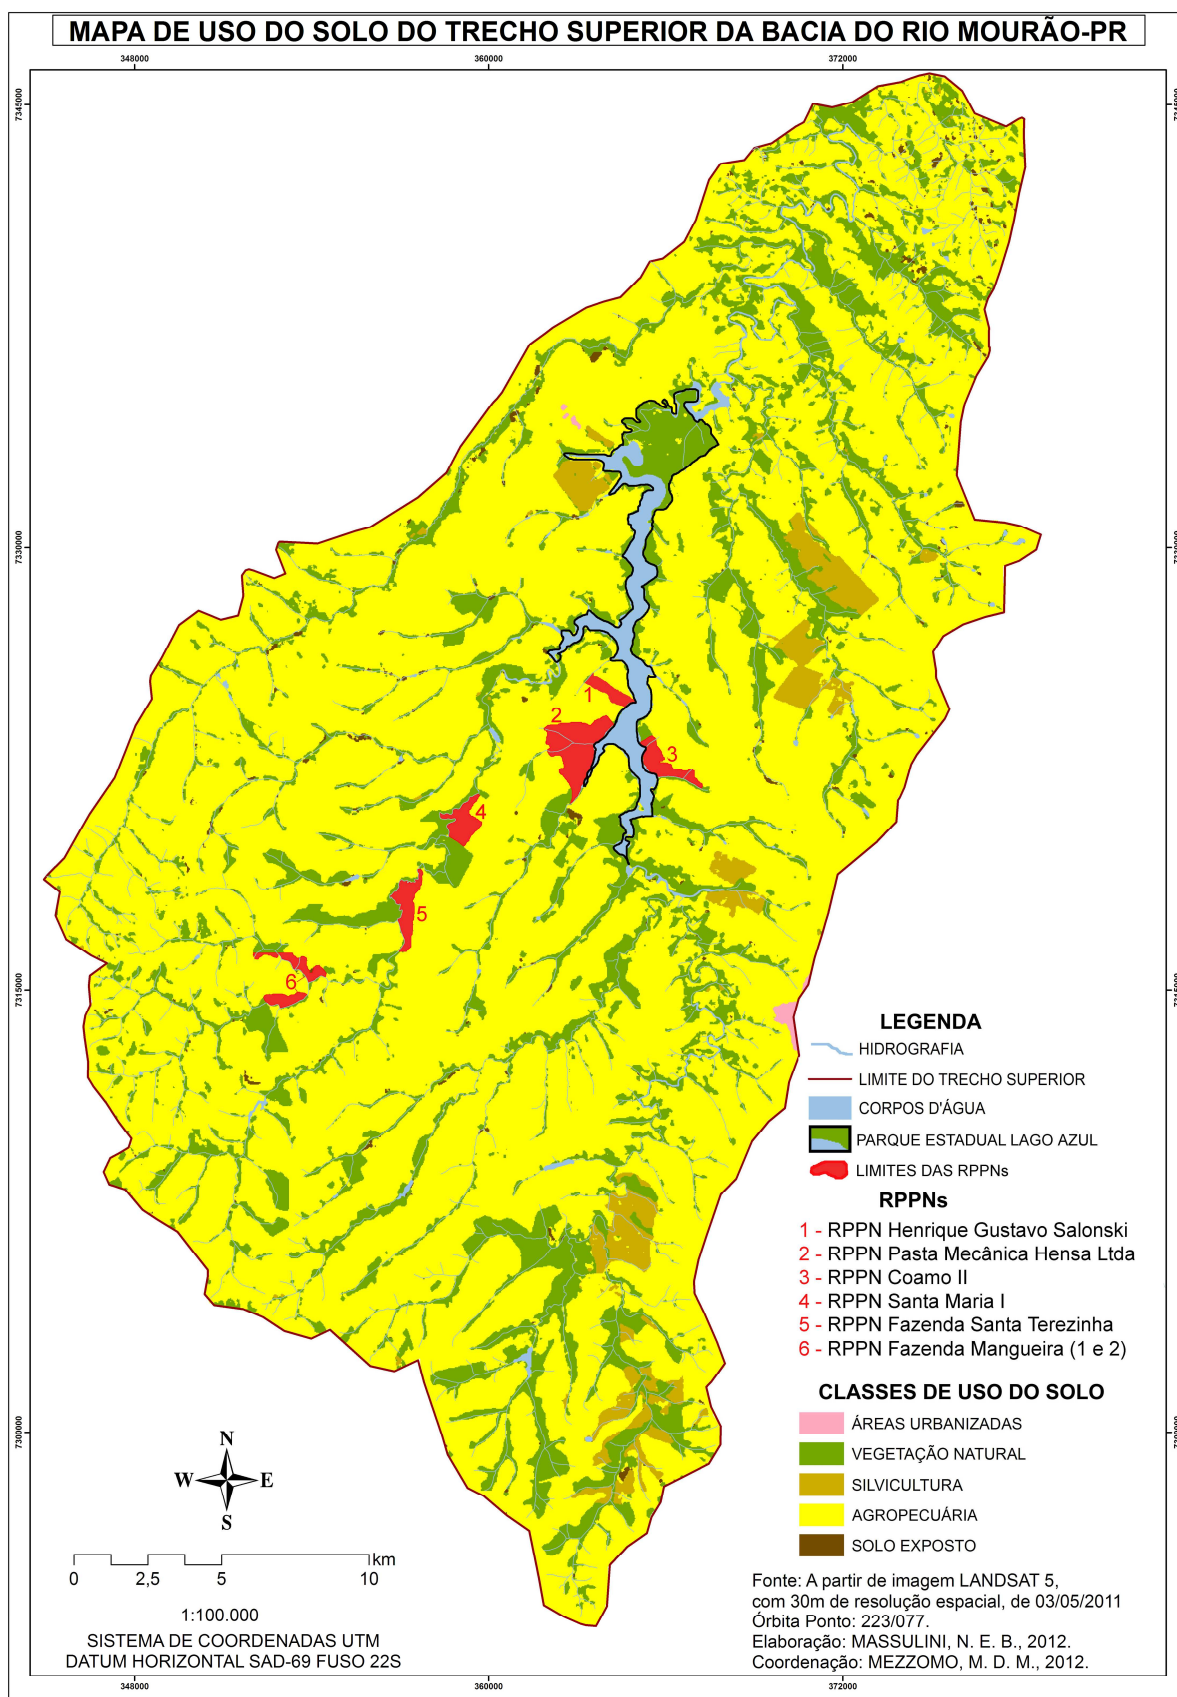 MAPA DE USO DO SOLO DO TRECHO SUPERIOR DA BACIA DO RIO MOURÃO-PR
348000 360000 372000
7345000 7345000
7330000 7330000
7315000 7315000
7300000 7300000
1
2
3
4
5
6
LEGENDA
HIDROGRAFIA
LIMITE DO TRECHO SUPERIOR
CORPOS D'ÁGUA
PARQUE ESTADUAL LAGO AZUL
LIMITES DAS RPPNs
RPPNs
1 - RPPN Henrique Gustavo Salonski
2 - RPPN Pasta Mecânica Hensa Ltda
3 - RPPN Coamo II
4 - RPPN Santa Maria I
5 - RPPN Fazenda Santa Terezinha
6 - RPPN Fazenda Mangueira (1 e 2)
CLASSES DE USO DO SOLO
ÁREAS URBANIZADAS
VEGETAÇÃO NATURAL
SILVICULTURA
AGROPECUÁRIA
SOLO EXPOSTO
N
W E
S
km
0 2,5 5 10
1:100.000
SISTEMA DE COORDENADAS UTM
DATUM HORIZONTAL SAD-69 FUSO 22S
Fonte: A partir de imagem LANDSAT 5,
com 30m de resolução espacial, de 03/05/2011
Órbita Ponto: 223/077.
Elaboração: MASSULINI, N. E. B., 2012.
Coordenação: MEZZOMO, M. D. M., 2012.
348000 360000 372000